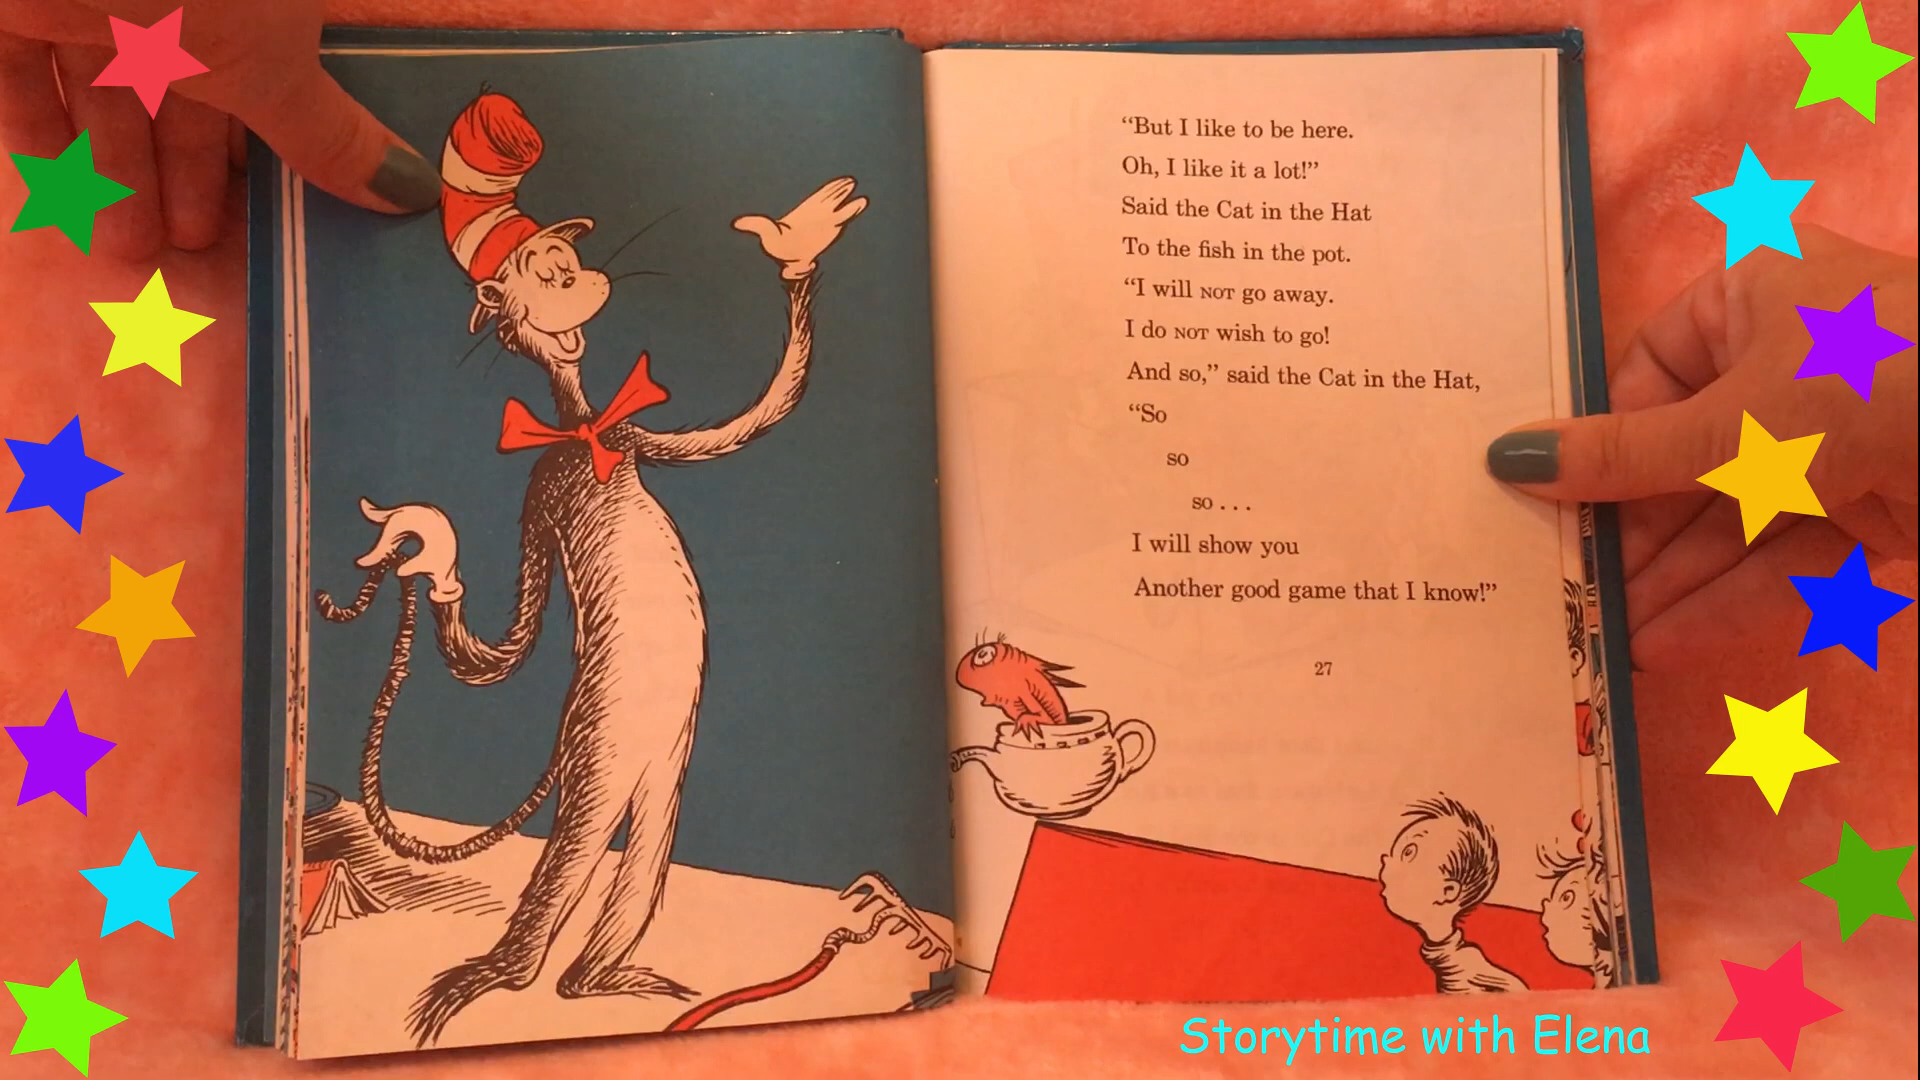 “But I like to be here.
Oh, I like it a lot!”
Said the Cat in the Hat
To the fish in the pot.
“I will NOT go away.
I do NOT wish to go!
And so,” said the Cat in the Hat,
“So
so
so . . .
I will show you
Another good game that I know!”
27
Storytime with Elena